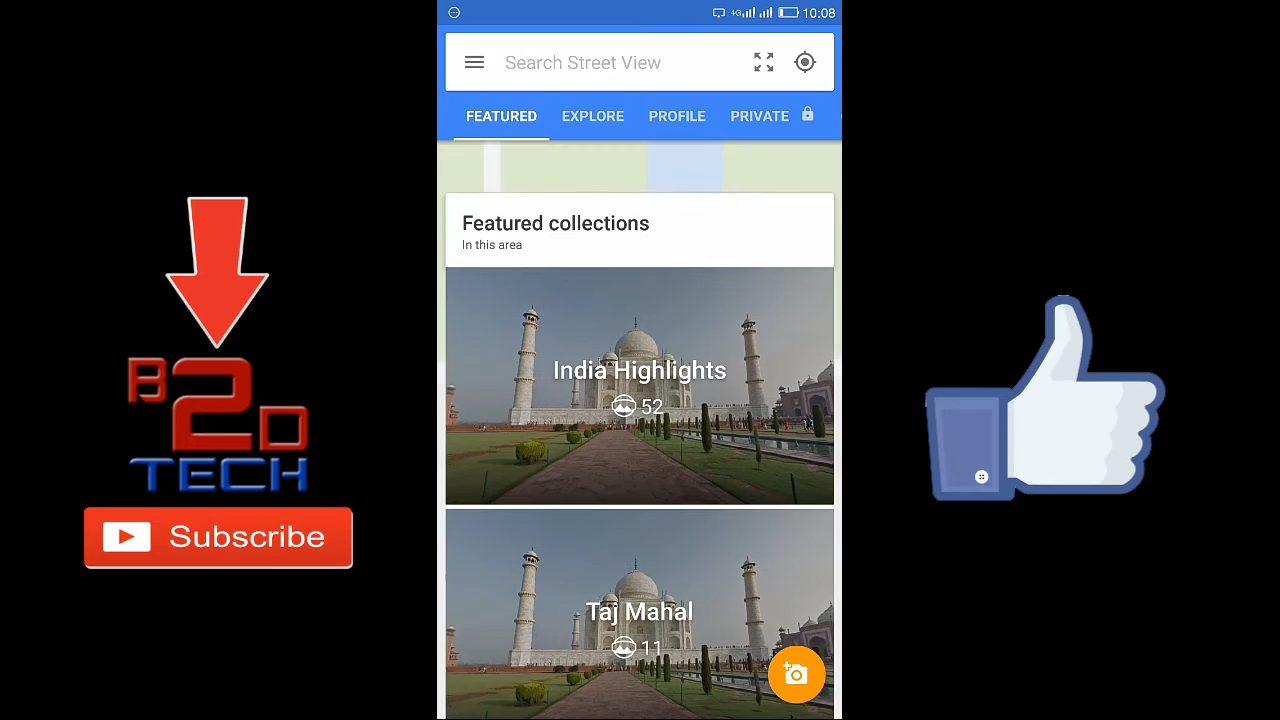 4G 10:08
Search Street View
FEATURED EXPLORE PROFILE PRIVATE
Featured collections
In this area
India Highlights
52
Taj Mahal
11
B2D
TECH
Subscribe